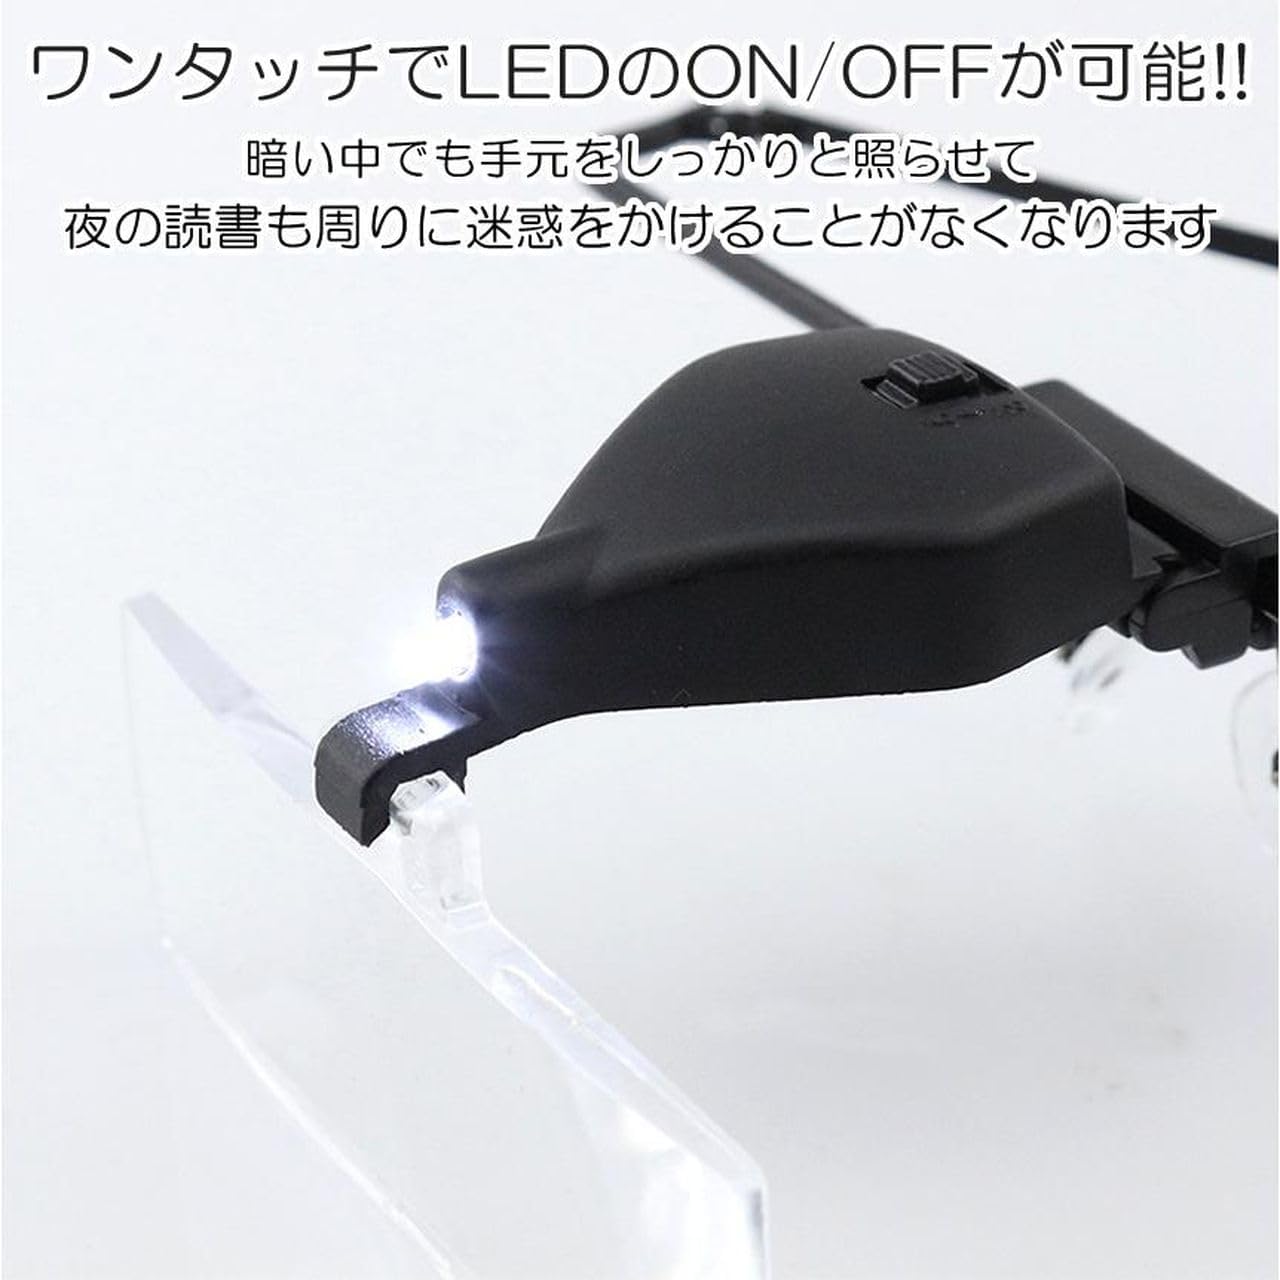 ワンタッチでLEDのON/OFFが可能!!
暗い中でも手元をしっかりと照らせて
夜の読書も周りに迷惑をかけることがなくなります